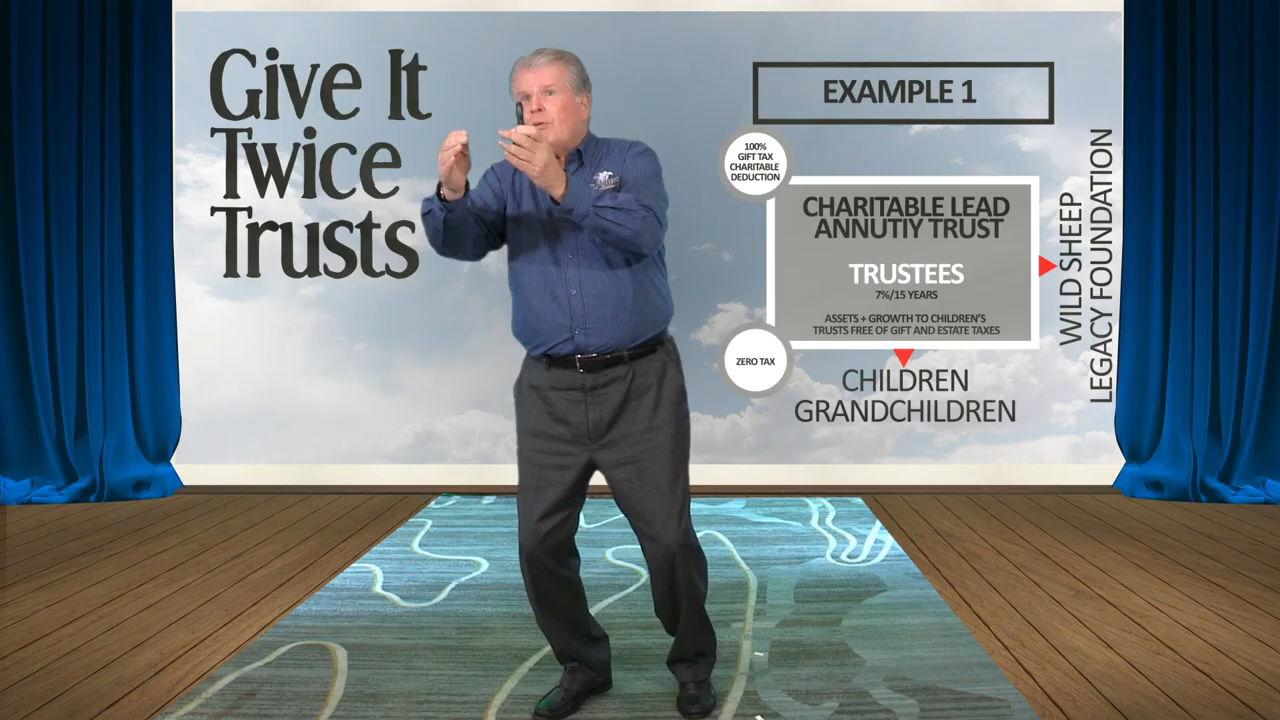 Give It
Twice
Trusts
EXAMPLE 1
100%
GIFT TAX
CHARITABLE
DEDUCTION
CHARITABLE LEAD
ANNUTIY TRUST
TRUSTEES
7%/15 YEARS
ASSETS + GROWTH TO CHILDREN'S
TRUSTS FREE OF GIFT AND ESTATE TAXES
ZERO TAX
CHILDREN
GRANDCHILDREN
WILD SHEEP
LEGACY FOUNDATION